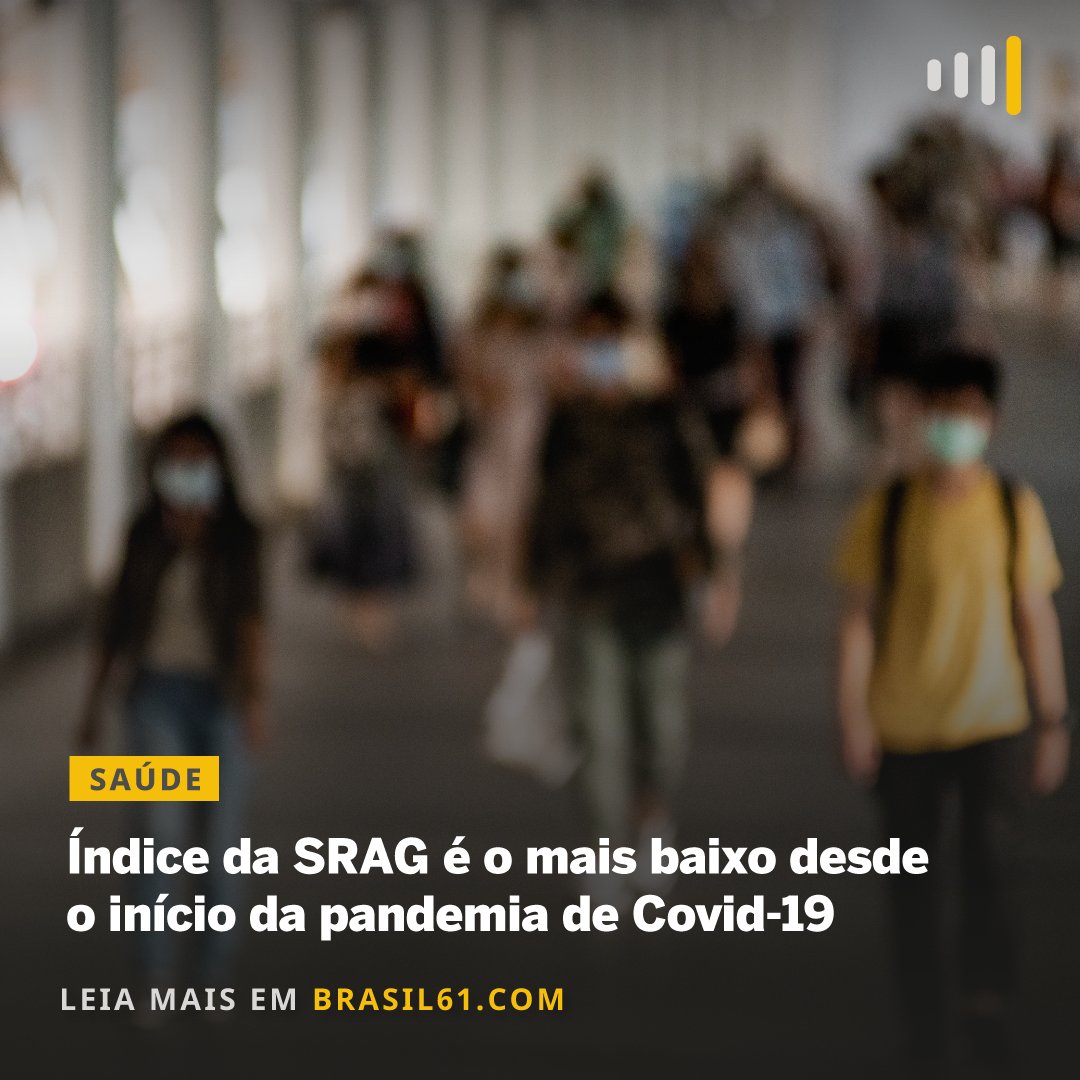 SAÚDE
Índice da SRAG é o mais baixo desde
o início da pandemia de Covid-19
LEIA MAIS EM BRASIL61.COM